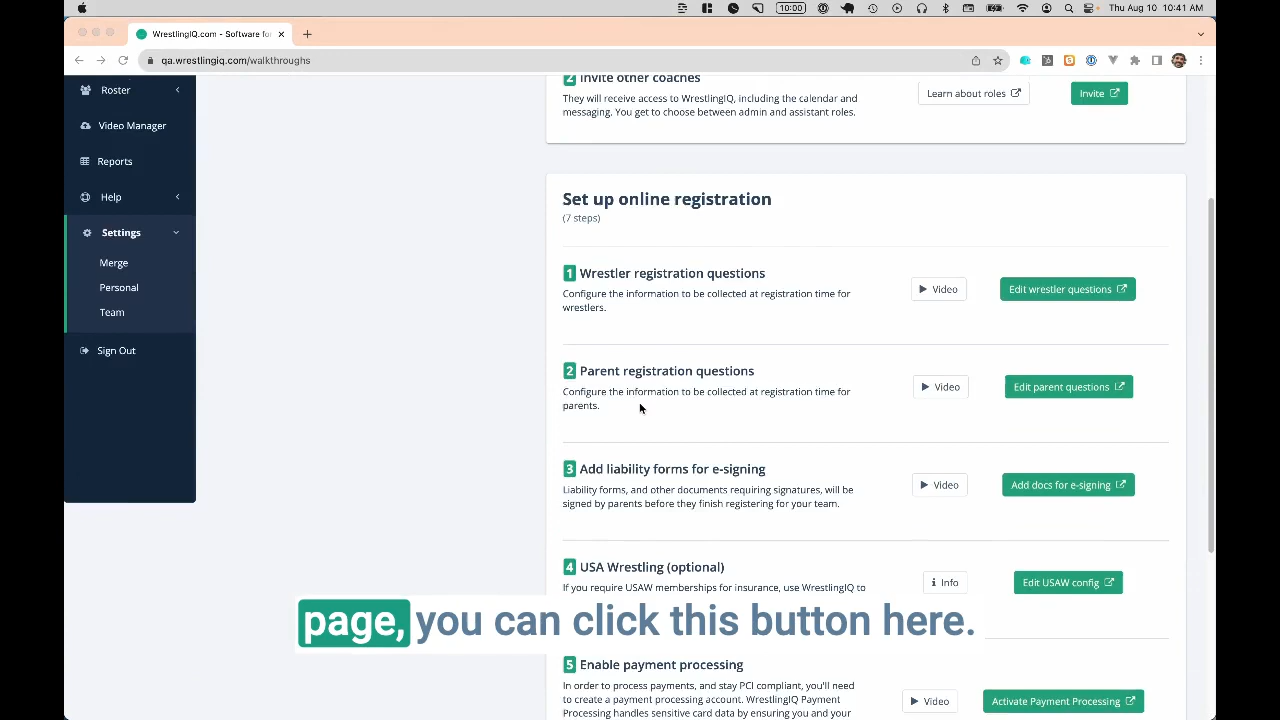 10:00
Thu Aug 10 10:41 AM
WrestlingIQ.com - Software for
qa.wrestlingiq.com/walkthroughs
Roster
Video Manager
Reports
Help
Settings
Merge
Personal
Team
Sign Out
2 Invite other coaches
They will receive access to WrestlingIQ, including the calendar and
messaging. You get to choose between admin and assistant roles.
Learn about roles
Invite
Set up online registration
(7 steps)
1 Wrestler registration questions
Configure the information to be collected at registration time for
wrestlers.
Video
Edit wrestler questions
2 Parent registration questions
Configure the information to be collected at registration time for
parents.
Video
Edit parent questions
3 Add liability forms for e-signing
Liability forms, and other documents requiring signatures, will be
signed by parents before they finish registering for your team.
Video
Add docs for e-signing
4 USA Wrestling (optional)
If you require USAW memberships for insurance, use WrestlingIQ to
Info
Edit USAW config
page, you can click this button here.
5 Enable payment processing
In order to process payments, and stay PCI compliant, you'll need
to create a payment processing account. WrestlingIQ Payment
Processing handles sensitive card data by ensuring you and your
Video
Activate Payment Processing